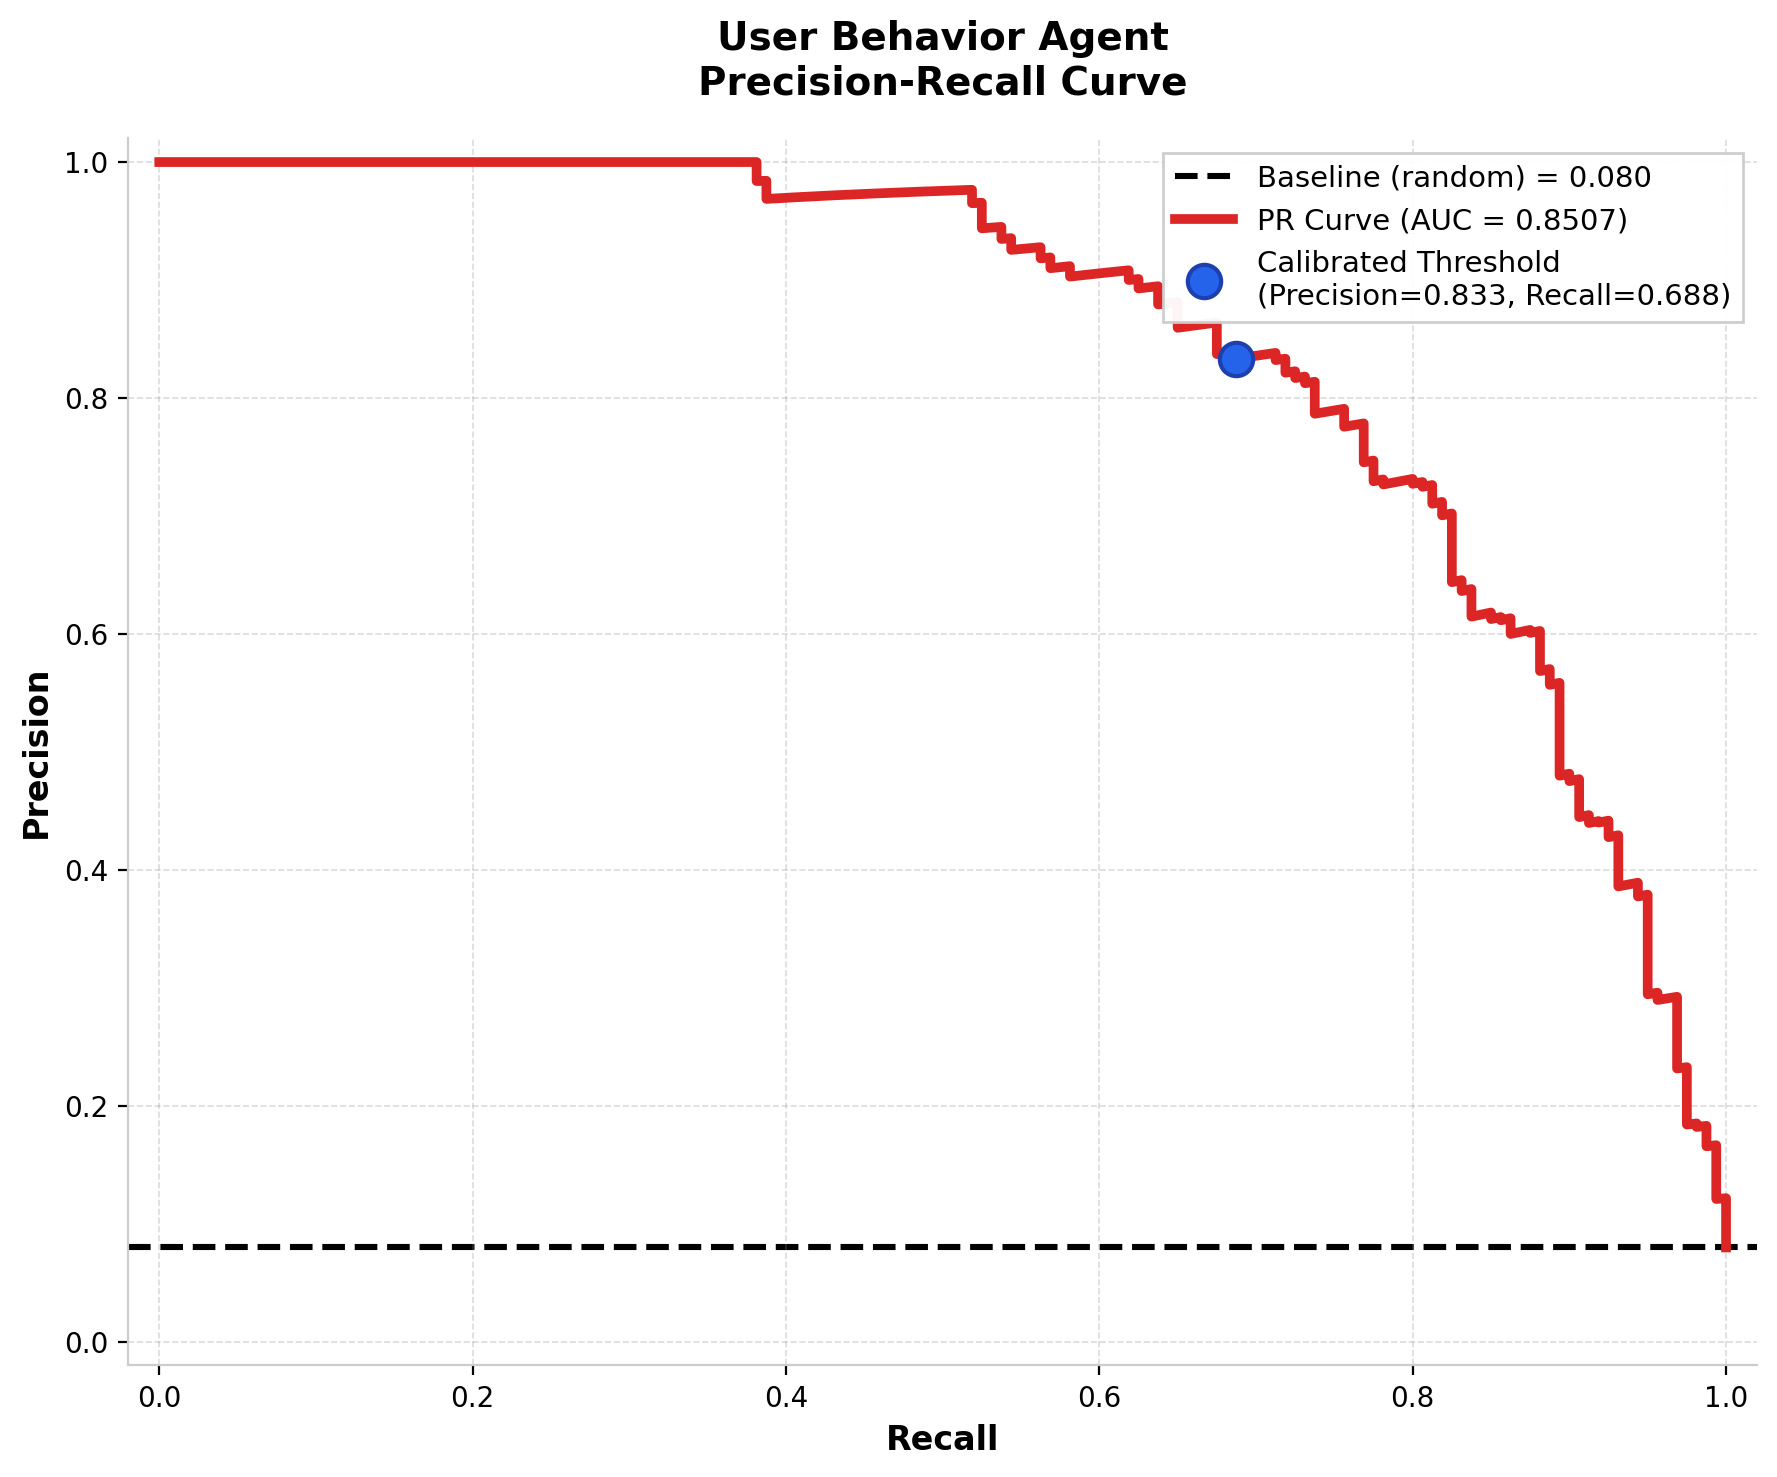 User Behavior Agent
Precision-Recall Curve
1.0
0.8
0.6
0.4
0.2
0.0
Precision
Baseline (random) = 0.080
PR Curve (AUC = 0.8507)
Calibrated Threshold
(Precision=0.833, Recall=0.688)
0.0 0.2 0.4 0.6 0.8 1.0
Recall